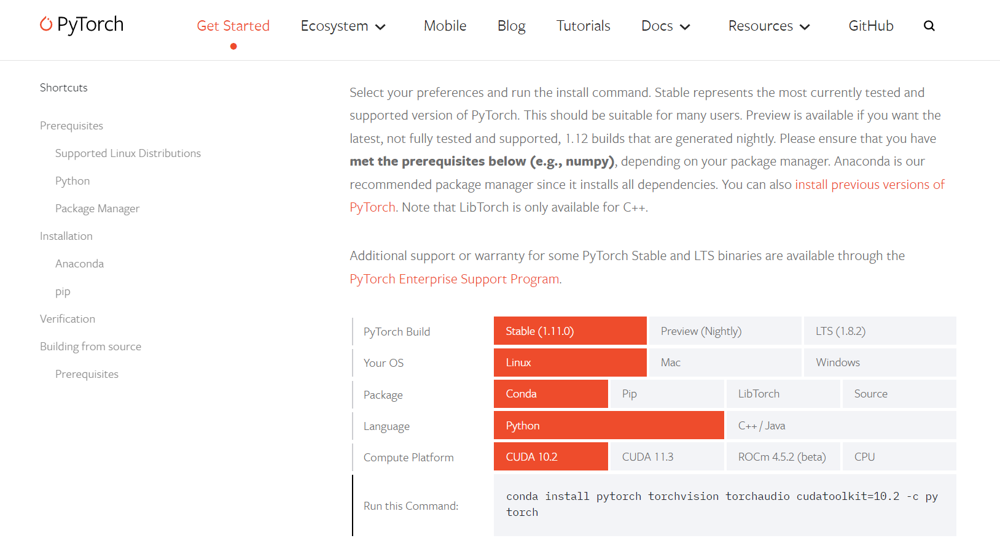 PyTorch
Get Started
Ecosystem
Mobile
Blog
Tutorials
Docs
Resources
GitHub
Shortcuts
Prerequisites
Supported Linux Distributions
Python
Package Manager
Installation
Anaconda
pip
Verification
Building from source
Prerequisites
Select your preferences and run the install command. Stable represents the most currently tested and
supported version of PyTorch. This should be suitable for many users. Preview is available if you want the
latest, not fully tested and supported, 1.12 builds that are generated nightly. Please ensure that you have
met the prerequisites below (e.g., numpy), depending on your package manager. Anaconda is our
recommended package manager since it installs all dependencies. You can also install previous versions of
PyTorch. Note that LibTorch is only available for C++.
Additional support or warranty for some PyTorch Stable and LTS binaries are available through the
PyTorch Enterprise Support Program.
PyTorch Build Stable (1.11.0) Preview (Nightly) LTS (1.8.2)
Your OS Linux Mac Windows
Package Conda Pip LibTorch Source
Language Python C++ / Java
Compute Platform CUDA 10.2 CUDA 11.3 ROCm 4.5.2 (beta) CPU
Run this Command: conda install pytorch torchvision torchaudio cudatoolkit=10.2 -c py
torch